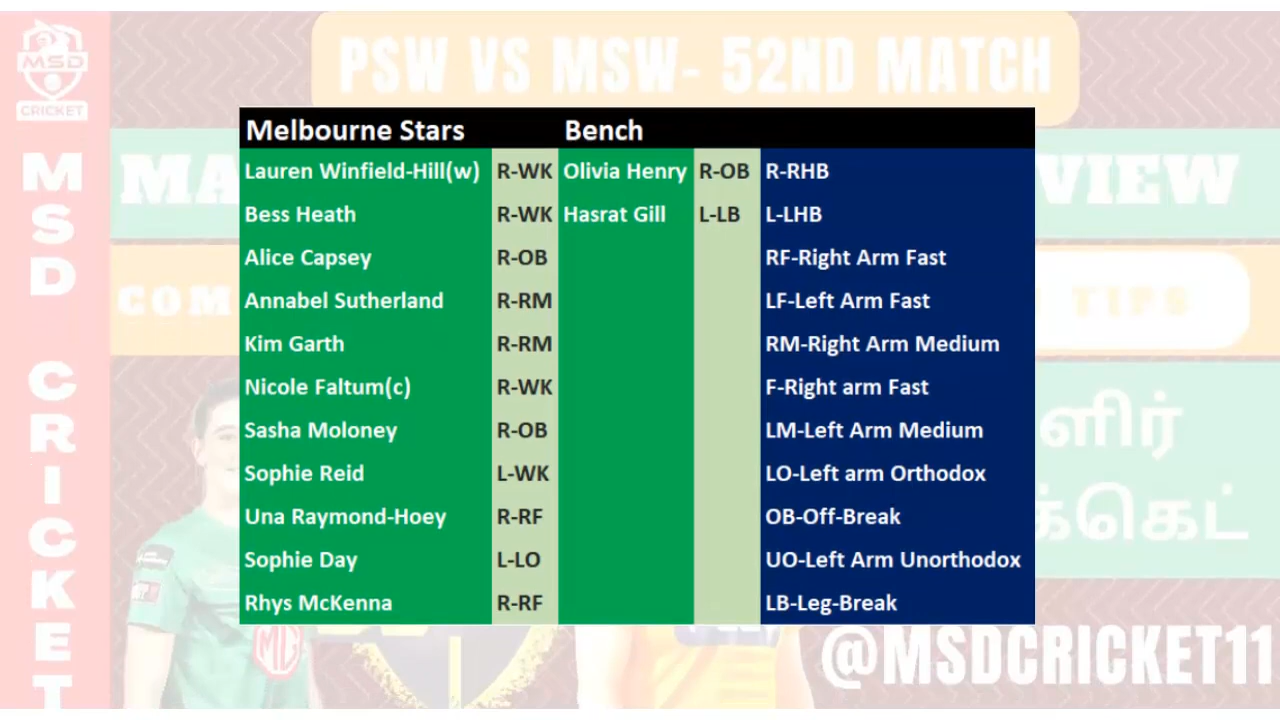 MSD
CRICKET
MSD CRICKET
PSW VS MSW- 52ND MATCH
Melbourne Stars Bench
Lauren Winfield-Hill(w) R-WK Olivia Henry R-OB R-RHB
Bess Heath R-WK Hasrat Gill L-LB L-LHB
Alice Capsey R-OB RF-Right Arm Fast
Annabel Sutherland R-RM LF-Left Arm Fast
Kim Garth R-RM RM-Right Arm Medium
Nicole Faltum(c) R-WK F-Right arm Fast
Sasha Moloney R-OB LM-Left Arm Medium
Sophie Reid L-WK LO-Left arm Orthodox
Una Raymond-Hoey R-RF OB-Off-Break
Sophie Day L-LO UO-Left Arm Unorthodox
Rhys McKenna R-RF LB-Leg-Break
TIPS
MG
@MSDCRICKET11